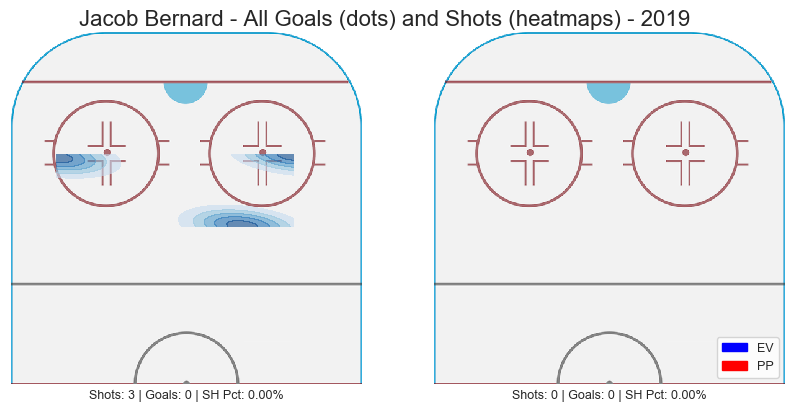 Jacob Bernard - All Goals (dots) and Shots (heatmaps) - 2019
EV
PP
Shots: 3 | Goals: 0 | SH Pct: 0.00%
Shots: 0 | Goals: 0 | SH Pct: 0.00%